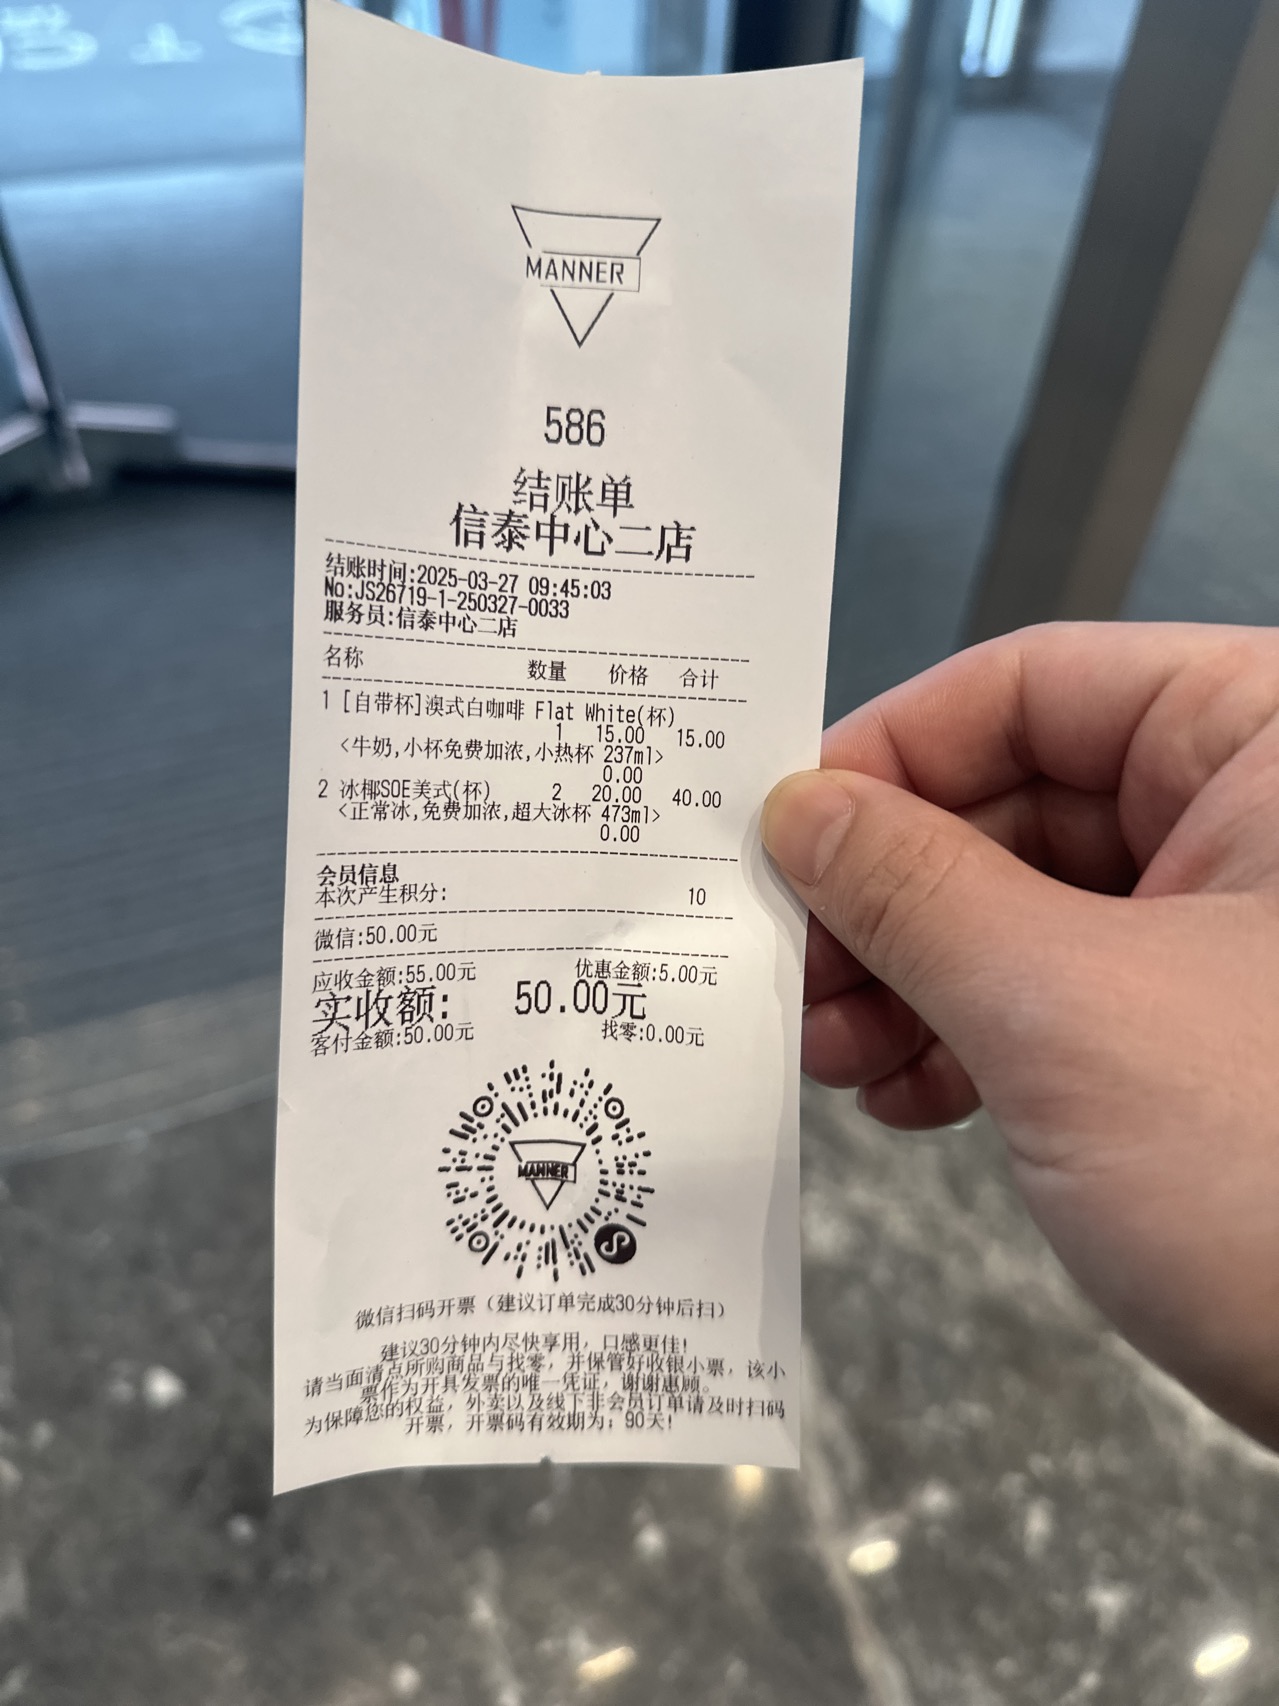 MANNER
586
结账单
信泰中心二店
结账时间:2025-03-27 09:45:03
No:JS26719-1-250327-0033
服务员:信泰中心二店
名称 数量 价格 合计
1 [自带杯]澳式白咖啡 Flat White(杯)
1 15.00 15.00
<牛奶,小杯免费加浓,小热杯 237ml>
0.00
2 冰椰SOE美式(杯) 2 20.00 40.00
<正常冰,免费加浓,超大冰杯 473ml>
0.00
会员信息
本次产生积分: 10
微信:50.00元
应收金额:55.00元 优惠金额:5.00元
实收额: 50.00元
客付金额:50.00元 找零:0.00元
MANNER
微信扫码开票（建议订单完成30分钟后扫）
建议30分钟内尽快享用，口感更佳!
请当面清点所购商品与找零，并保管好收银小票，该小
票作为开具发票的唯一凭证，谢谢惠顾。
为保障您的权益，外卖以及线下非会员订单请及时扫码
开票，开票码有效期为：90天!